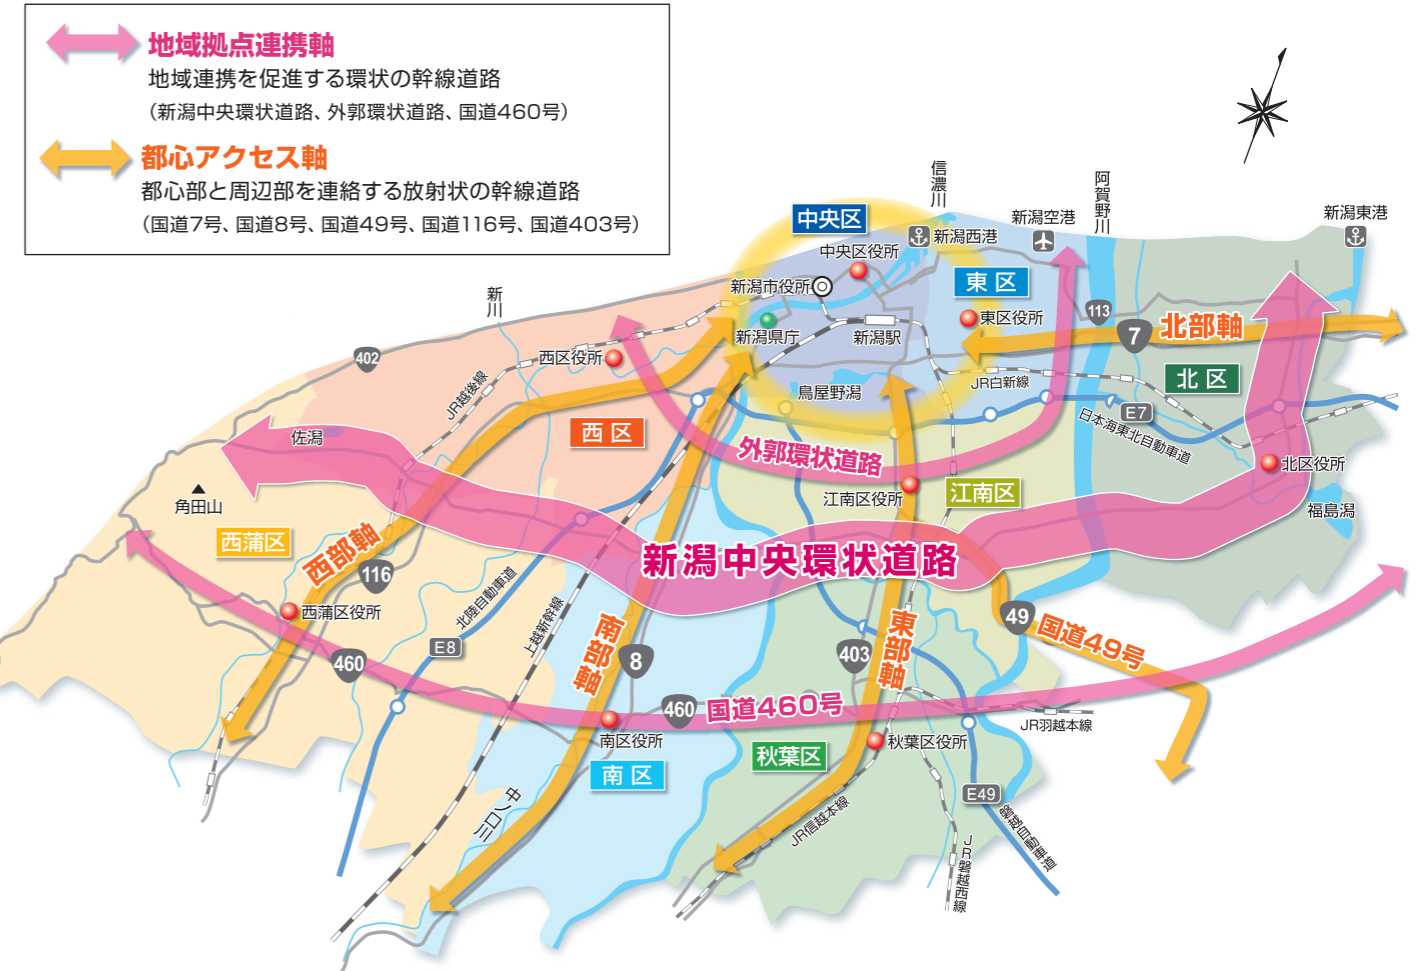 地域拠点連携軸
地域連携を促進する環状の幹線道路
(新潟中央環状道路、外郭環状道路、国道460号)
都心アクセス軸
都心部と周辺部を連絡する放射状の幹線道路
(国道7号、国道8号、国道49号、国道116号、国道403号)
信濃川
阿賀野川
中央区
新潟空港
新潟東港
新潟西港
中央区役所
東区
新潟市役所
新川
113
東区役所
7
北部軸
新潟県庁
新潟駅
402
西区役所
JR越後線
JR白新線
北区
鳥屋野潟
E7
日本海東北自動車道
西区
佐潟
外郭環状道路
北区役所
江南区役所
江南区
角田山
福島潟
西蒲区
西部軸
新潟中央環状道路
116
北陸自動車道
上越新幹線
西蒲区役所
49
国道49号
E8
南部軸
8
東部軸
403
460
460
国道460号
JR羽越本線
南区役所
秋葉区役所
秋葉区
南区
中ノ口川
E49
JR信越本線
磐越自動車道
JR磐越西線